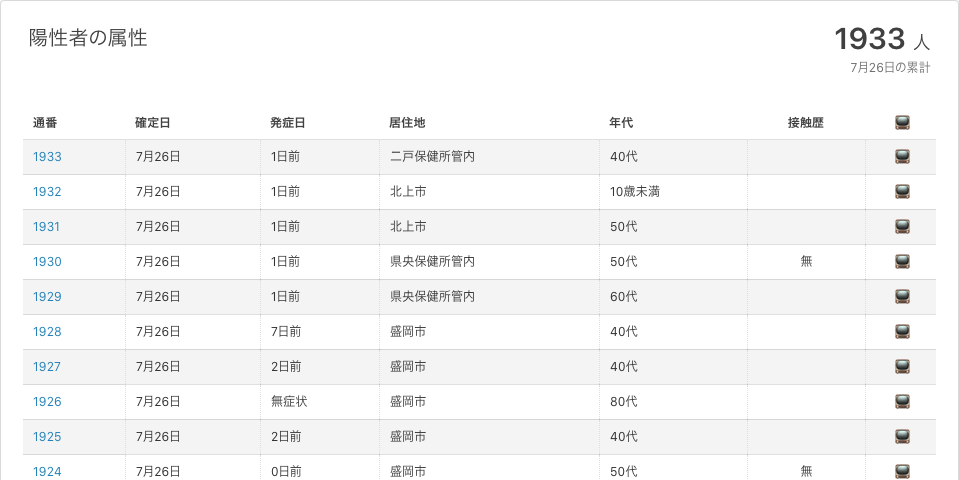 陽性者の属性
1933 人
7月26日の累計
通番 確定日 発症日 居住地 年代 接触歴
1933 7月26日 1日前 二戸保健所管内 40代
1932 7月26日 1日前 北上市 10歳未満
1931 7月26日 1日前 北上市 50代
1930 7月26日 1日前 県央保健所管内 50代 無
1929 7月26日 1日前 県央保健所管内 60代
1928 7月26日 7日前 盛岡市 40代
1927 7月26日 2日前 盛岡市 40代
1926 7月26日 無症状 盛岡市 80代
1925 7月26日 2日前 盛岡市 40代
1924 7月26日 0日前 盛岡市 50代 無